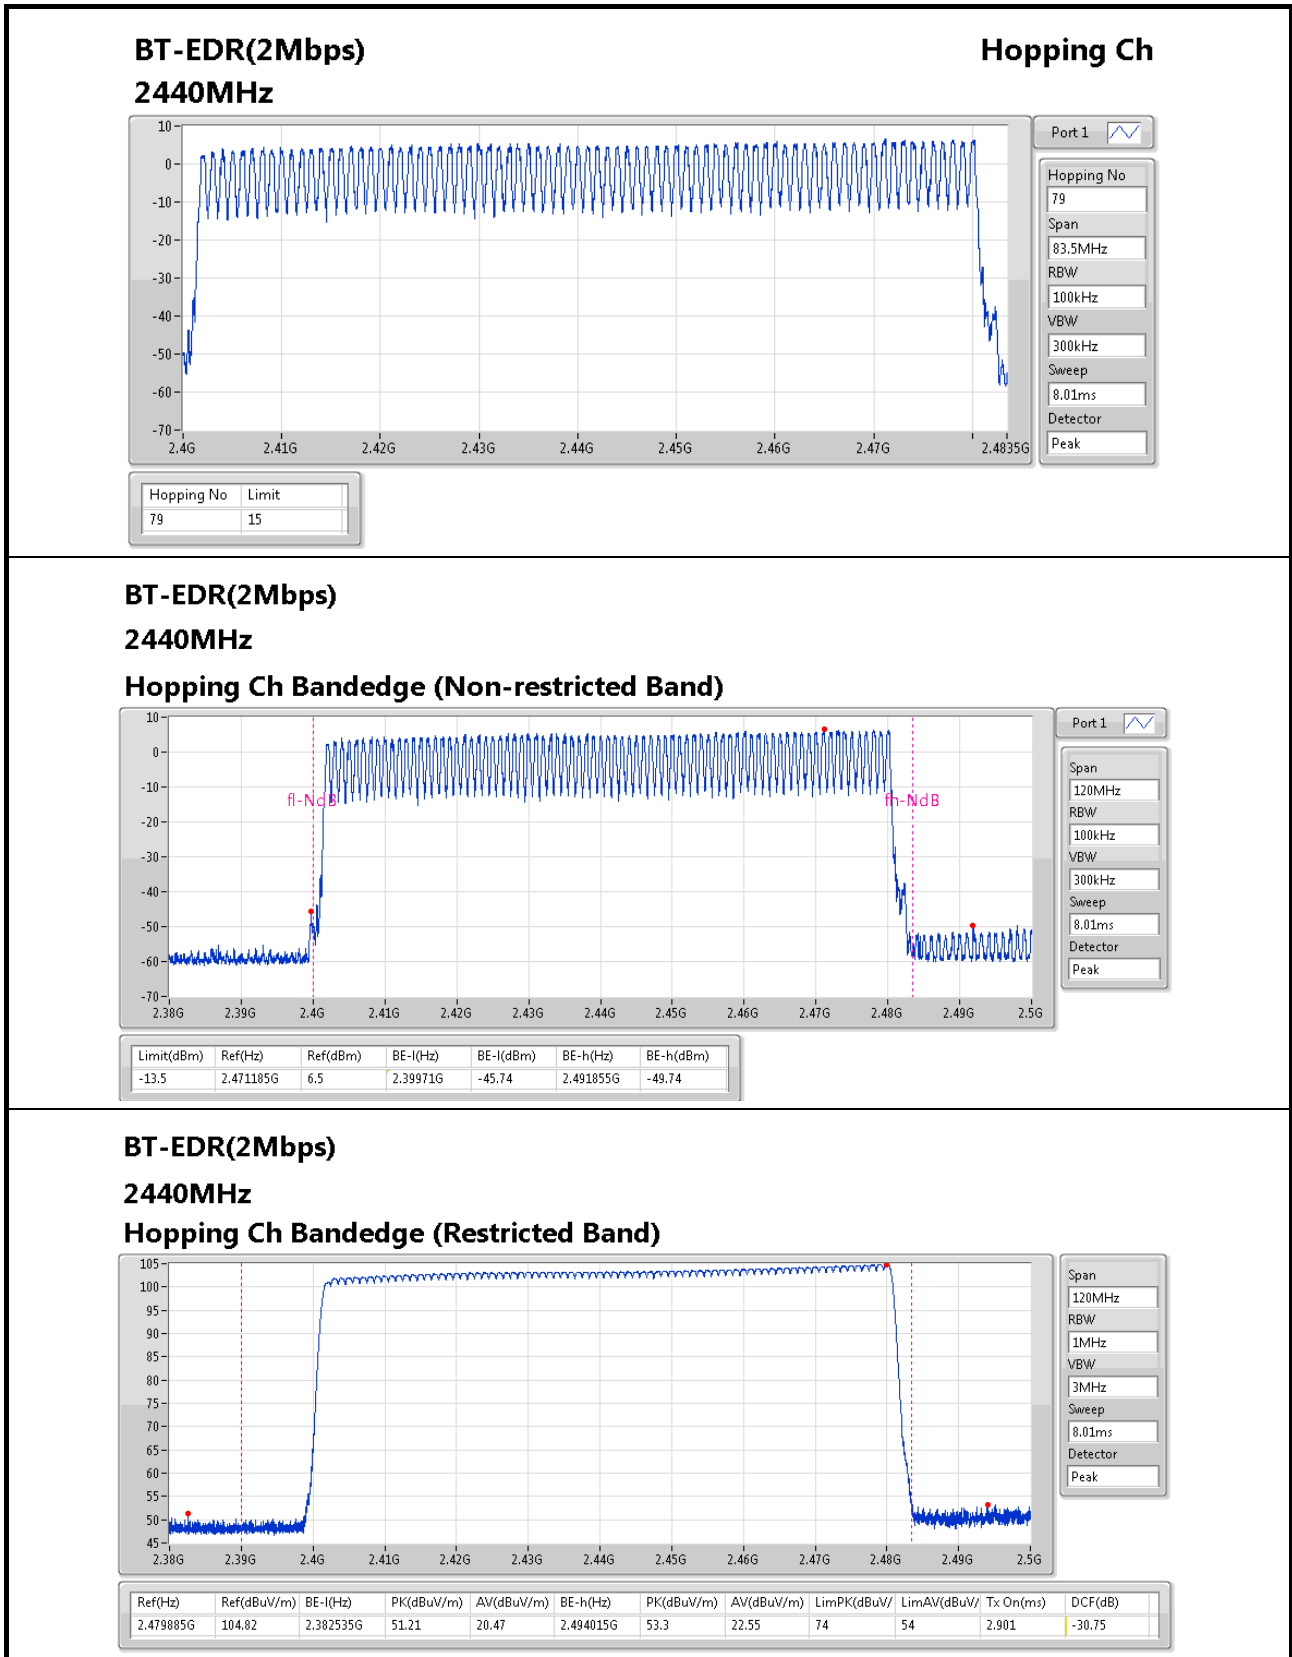 BT-EDR(2Mbps) Hopping Ch
2440MHz
10
0
-10
-20
-30
-40
-50
-60
-70
2.4G 2.41G 2.42G 2.43G 2.44G 2.45G 2.46G 2.47G 2.4835G
Port 1
Hopping No
79
Span
83.5MHz
RBW
100kHz
VBW
300kHz
Sweep
8.01ms
Detector
Peak
Hopping No Limit
79 15
BT-EDR(2Mbps)
2440MHz
Hopping Ch Bandedge (Non-restricted Band)
10
0
-10
-20
-30
-40
-50
-60
-70
fl-NdB fh-NdB
2.38G 2.39G 2.4G 2.41G 2.42G 2.43G 2.44G 2.45G 2.46G 2.47G 2.48G 2.49G 2.5G
Port 1
Span
120MHz
RBW
100kHz
VBW
300kHz
Sweep
8.01ms
Detector
Peak
Limit(dBm) Ref(Hz) Ref(dBm) BE-l(Hz) BE-l(dBm) BE-h(Hz) BE-h(dBm)
-13.5 2.471185G 6.5 2.39971G -45.74 2.491855G -49.74
BT-EDR(2Mbps)
2440MHz
Hopping Ch Bandedge (Restricted Band)
105
100
95
90
85
80
75
70
65
60
55
50
45
2.38G 2.39G 2.4G 2.41G 2.42G 2.43G 2.44G 2.45G 2.46G 2.47G 2.48G 2.49G 2.5G
Span
120MHz
RBW
1MHz
VBW
3MHz
Sweep
8.01ms
Detector
Peak
Ref(Hz) Ref(dBuV/m) BE-l(Hz) PK(dBuV/m) AV(dBuV/m) BE-h(Hz) PK(dBuV/m) AV(dBuV/m) LimPK(dBuV/ LimAV(dBuV/ Tx On(ms) DCF(dB)
2.479885G 104.82 2.382535G 51.21 20.47 2.494015G 53.3 22.55 74 54 2.901 -30.75